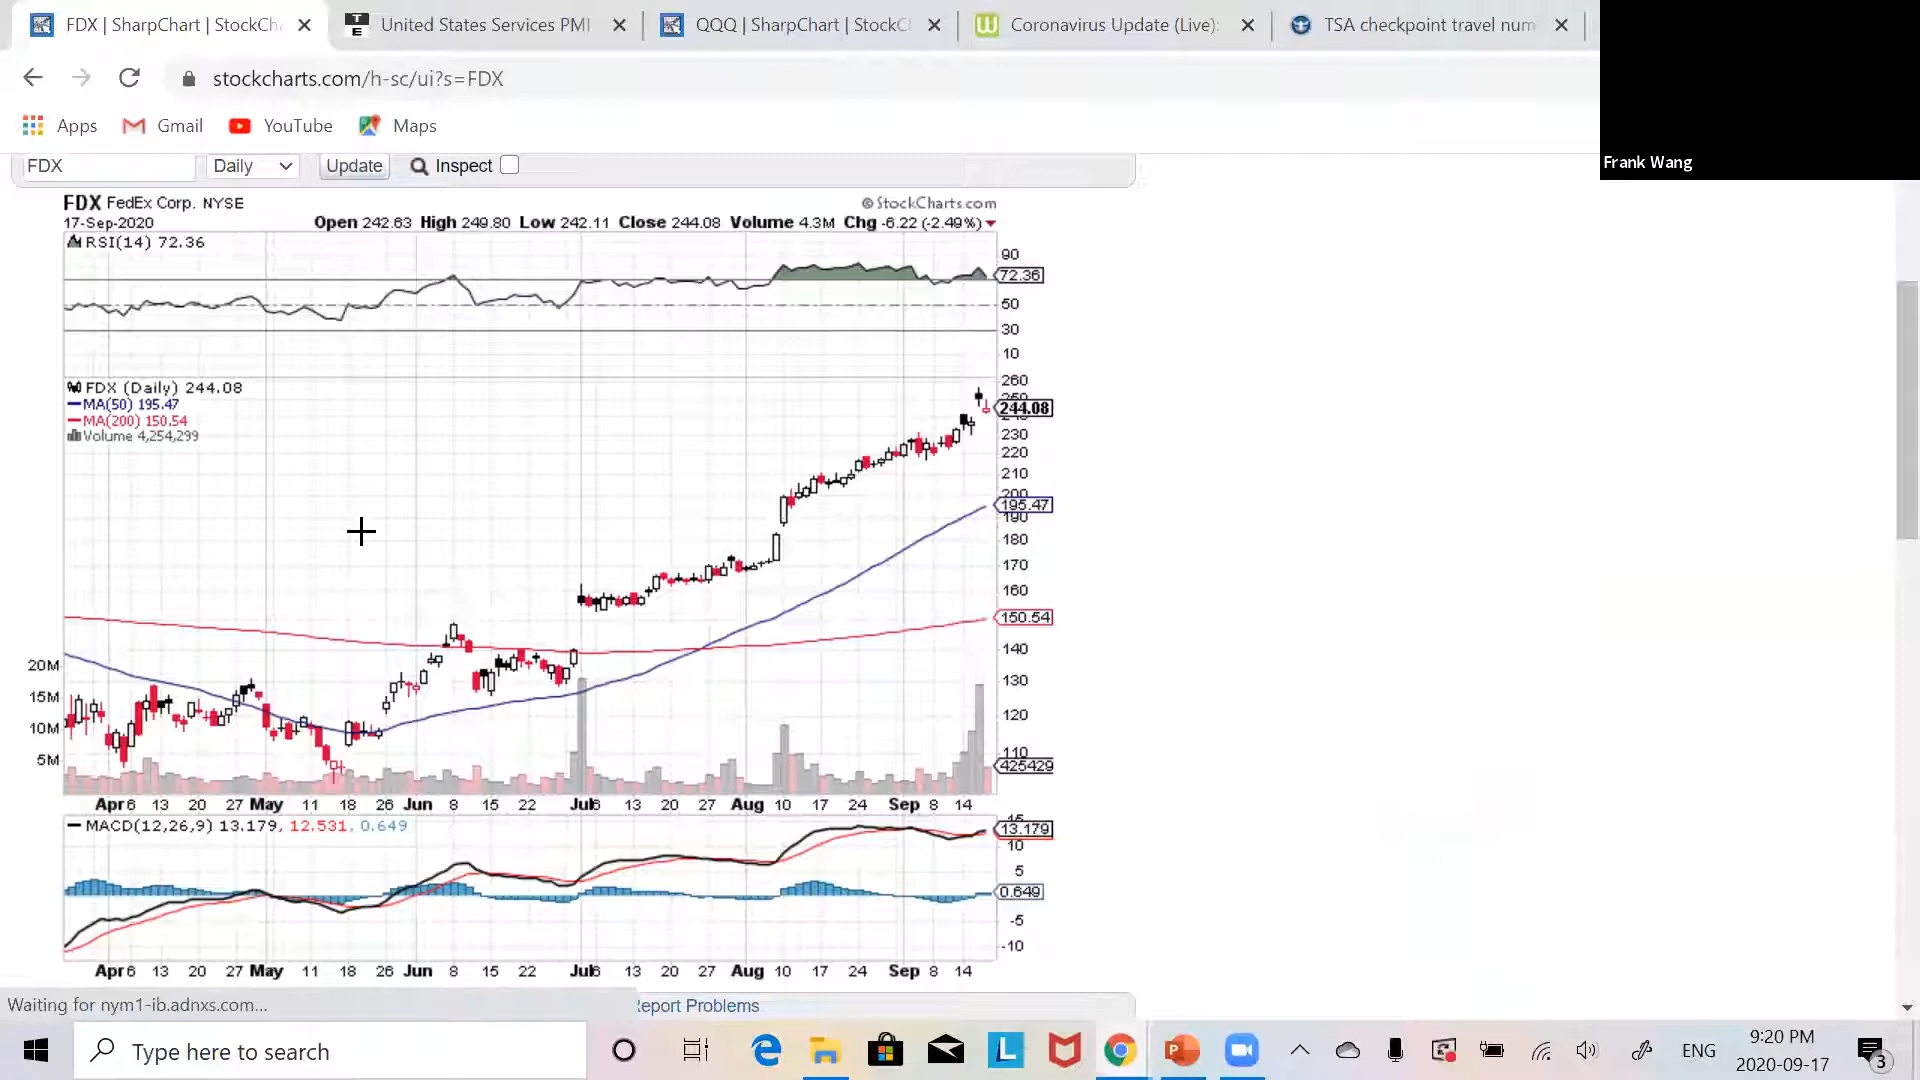 FDX | SharpChart | StockCha
United States Services PMI
QQQ | SharpChart | StockC
Coronavirus Update (Live):
TSA checkpoint travel num
stockcharts.com/h-sc/ui?s=FDX
Apps Gmail YouTube Maps
Frank Wang
FDX Daily Update Inspect
FDX FedEx Corp. NYSE © StockCharts.com
17-Sep-2020 Open 242.63 High 249.80 Low 242.11 Close 244.08 Volume 4.3M Chg -6.22 (-2.49%)
RSI(14) 72.36
90
72.36
50
30
10
FDX (Daily) 244.08
MA(50) 195.47
MA(200) 150.54
Volume 4,254,299
260
250
244.08
230
220
210
200
195.47
190
180
170
160
150.54
140
130
120
110
425429
20M
15M
10M
5M
Apr 6 13 20 27 May 11 18 26 Jun 8 15 22 Jul 6 13 20 27 Aug 10 17 24 Sep 8 14
MACD(12,26,9) 13.179, 12.531, 0.649
15
13.179
10
5
0.649
-5
-10
Apr 6 13 20 27 May 11 18 26 Jun 8 15 22 Jul 6 13 20 27 Aug 10 17 24 Sep 8 14
Waiting for nym1-ib.adnxs.com...
Report Problems
Type here to search
ENG
9:20 PM
2020-09-17
3